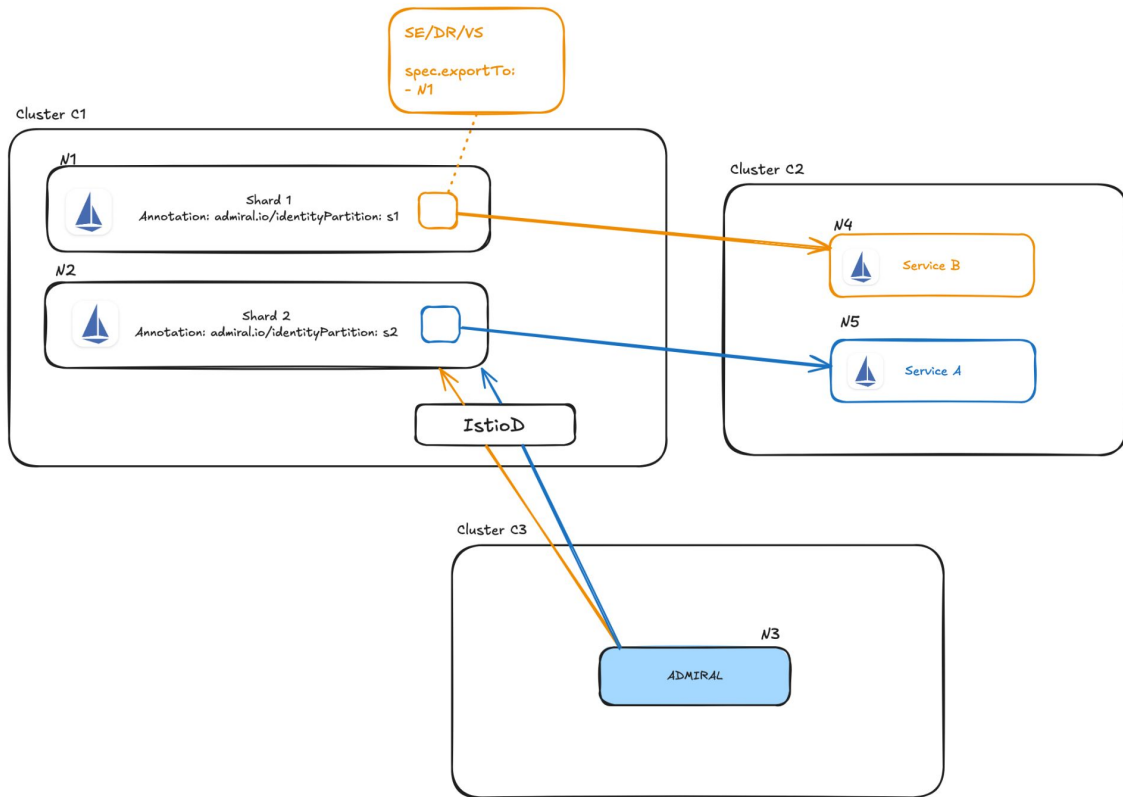 SE/DR/VS
spec.exportTo:
- N1
Cluster C1
N1
Shard 1
Annotation: admiral.io/identityPartition: s1
N2
Shard 2
Annotation: admiral.io/identityPartition: s2
IstioD
Cluster C2
N4
Service B
N5
Service A
Cluster C3
N3
ADMIRAL